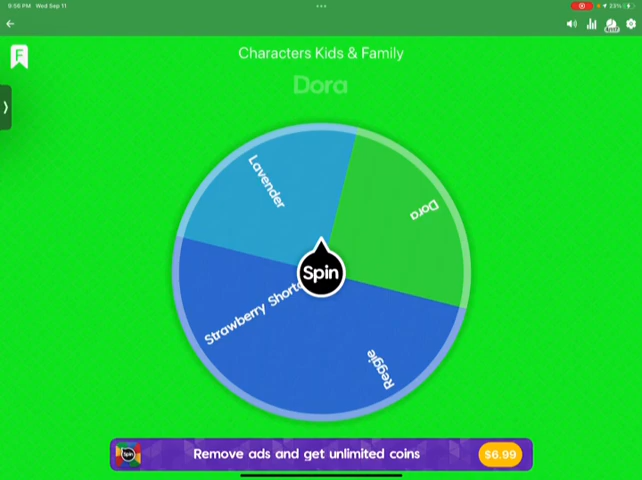 9:56 PM Wed Sep 11
23%
F
Characters Kids & Family
Dora
Lavender
Dora
Strawberry Shortc
Reggie
Spin
Spin
Remove ads and get unlimited coins
$6.99